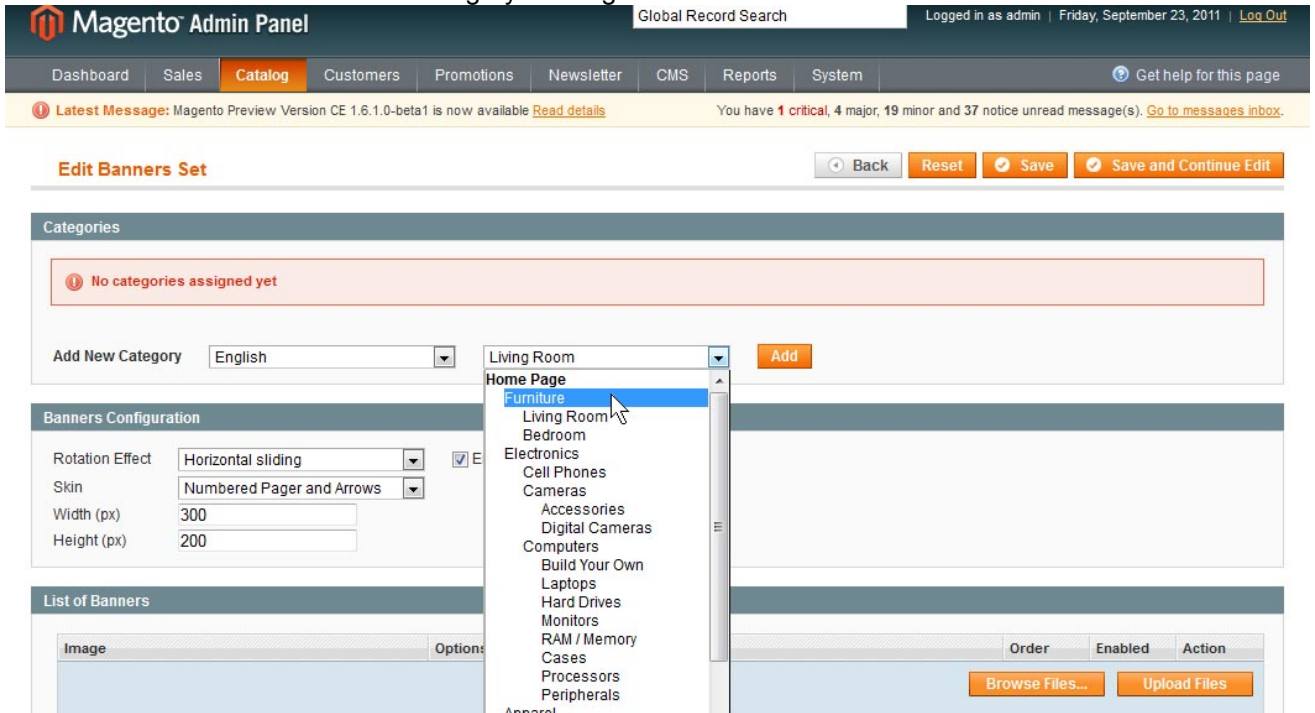 Magento Admin Panel
Global Record Search
Logged in as admin | Friday, September 23, 2011 | Log Out
Dashboard Sales Catalog Customers Promotions Newsletter CMS Reports System Get help for this page
Latest Message: Magento Preview Version CE 1.6.1.0-beta1 is now available Read details You have 1 critical, 4 major, 19 minor and 37 notice unread message(s). Go to messages inbox.
Edit Banners Set
Back Reset Save Save and Continue Edit
Categories
No categories assigned yet
Add New Category English Living Room Add
Home Page
Furniture
Living Room
Bedroom
Electronics
Cell Phones
Cameras
Accessories
Digital Cameras
Computers
Build Your Own
Laptops
Hard Drives
Monitors
RAM / Memory
Cases
Processors
Peripherals
Banners Configuration
Rotation Effect Horizontal sliding
Skin Numbered Pager and Arrows
Width (px) 300
Height (px) 200
List of Banners
Image Options Order Enabled Action
Browse Files... Upload Files